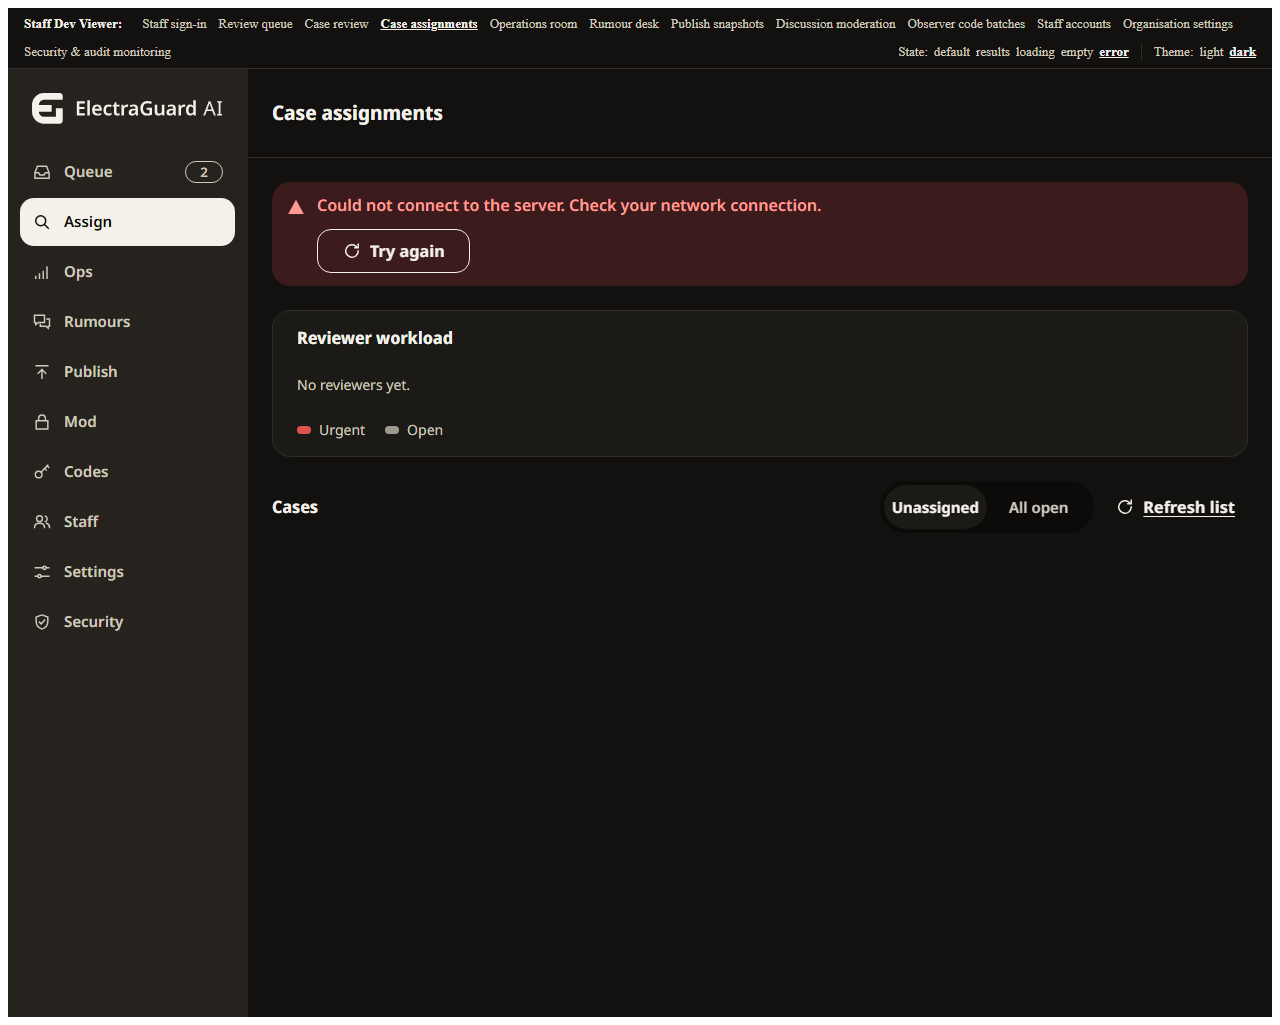 Staff Dev Viewer: Staff sign-in Review queue Case review Case assignments Operations room Rumour desk Publish snapshots Discussion moderation Observer code batches Staff accounts Organisation settings
Security & audit monitoring State: default results loading empty error Theme: light dark
ElectraGuard AI
Queue 2
Assign
Ops
Rumours
Publish
Mod
Codes
Staff
Settings
Security
Case assignments
Could not connect to the server. Check your network connection.
Try again
Reviewer workload
No reviewers yet.
Urgent Open
Cases Unassigned All open Refresh list